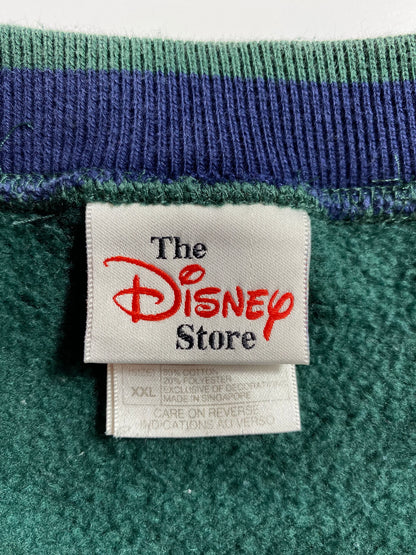 The
Disney
Store
XXL
80% COTTON
20% POLYESTER
EXCLUSIVE OF DECORATIONS
MADE IN SINGAPORE
CARE ON REVERSE
INDICATIONS AU VERSO